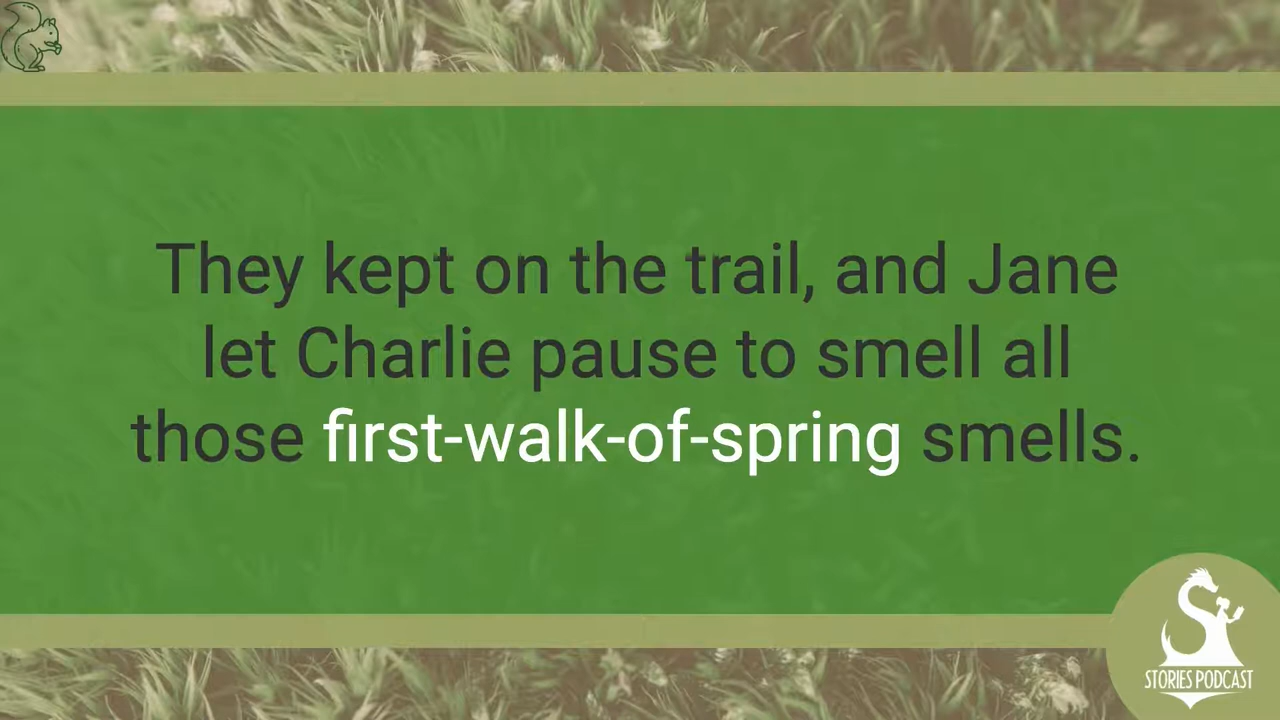 They kept on the trail, and Jane
let Charlie pause to smell all
those first-walk-of-spring smells.
STORIES PODCAST